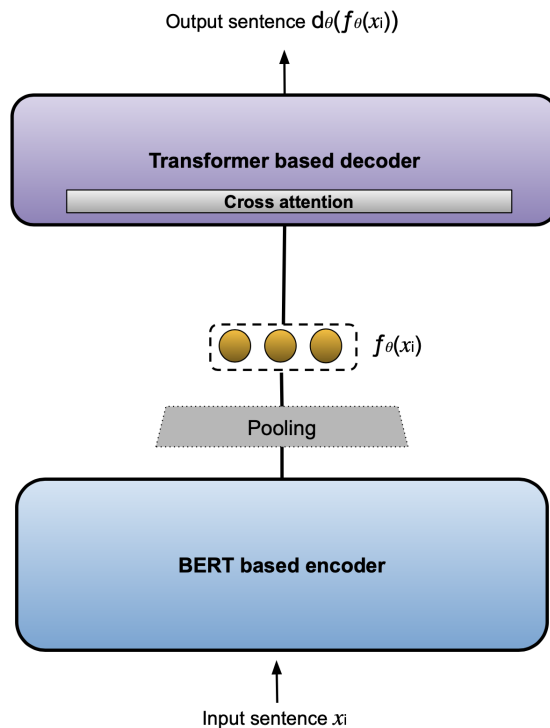 Output sentence dθ(fθ(xi))
Transformer based decoder
Cross attention
fθ(xi)
Pooling
BERT based encoder
Input sentence xi